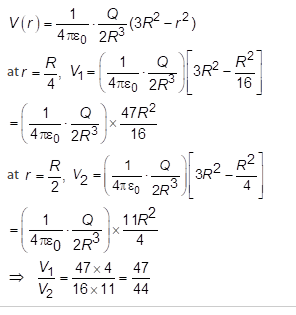 V(r) = \frac{1}{4\pi\varepsilon_0} \cdot \frac{Q}{2R^3} (3R^2 - r^2)
at r = \frac{R}{4}, V_1 = \left( \frac{1}{4\pi\varepsilon_0} \cdot \frac{Q}{2R^3} \right) \left[ 3R^2 - \frac{R^2}{16} \right]
= \left( \frac{1}{4\pi\varepsilon_0} \cdot \frac{Q}{2R^3} \right) \times \frac{47R^2}{16}
at r = \frac{R}{2}, V_2 = \left( \frac{1}{4\pi\varepsilon_0} \cdot \frac{Q}{2R^3} \right) \left[ 3R^2 - \frac{R^2}{4} \right]
= \left( \frac{1}{4\pi\varepsilon_0} \cdot \frac{Q}{2R^3} \right) \times \frac{11R^2}{4}
\Rightarrow \frac{V_1}{V_2} = \frac{47 \times 4}{16 \times 11} = \frac{47}{44}